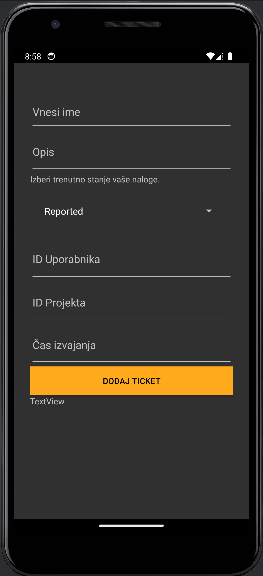 8:58
Vnesi ime
Opis
Izberi trenutno stanje vaše naloge.
Reported
ID Uporabnika
ID Projekta
Čas izvajanja
DODAJ TICKET
TextView